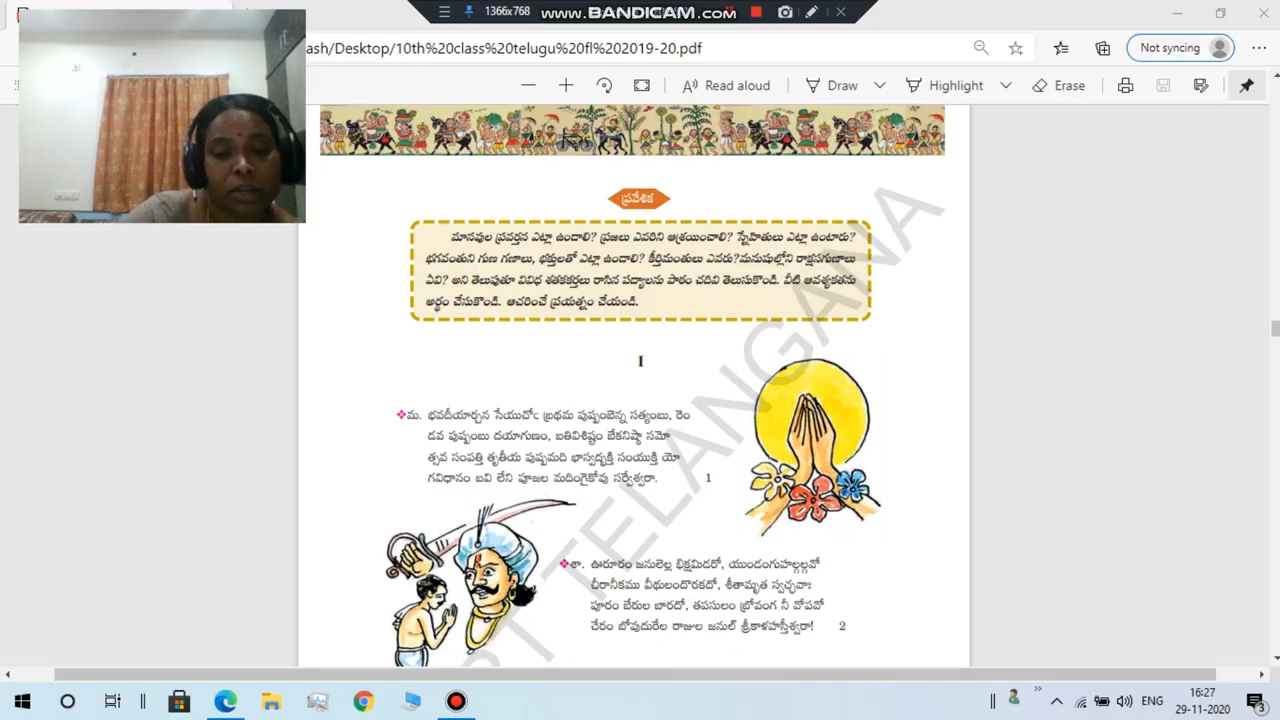 1366x768 www.BANDICAM.com
ash/Desktop/10th%20class%20telugu%20fl%202019-20.pdf
Not syncing
Read aloud Draw Highlight Erase
ప్రవేశిక
మానవుల ప్రవర్తన ఎట్లా ఉండాలి? ప్రజలు ఎవరిని ఆశ్రయించాలి? స్నేహితులు ఎట్లా ఉంటారు?
భగవంతుని గుణ గణాలు, భక్తులతో ఎట్లా ఉండాలి? కీర్తిమంతులు ఎవరు?మనుషుల్లోని రాక్షసగుణాలు
ఏవి? అని తెలుపుతూ వివిధ శతకకర్తలు రాసిన పద్యాలను పాఠం చదివి తెలుసుకొండి. వీటి ఆవశ్యకతను
అర్థం చేసుకొండి. ఆచరించే ప్రయత్నం చేయండి.
I
❖మ. భవదీయార్చన సేయుచోఁ బ్రథమ పుష్పంబెన్న సత్యంబు, రెం
డవ పుష్పంబు దయాగుణం, బతివిశిష్టం బేకనిష్ఠా సమో
త్సవ సంపత్తి తృతీయ పుష్పమది భాస్వద్భక్తి సంయుక్తి యో
గవిధానం బవి లేని పూజల మదింగైకోవు సర్వేశ్వరా. 1
❖శా. ఊరూరం జనులెల్ల భిక్షమిడరో, యుండంగుహల్గల్గవో
చీరానీకము వీథులందొరకదో, శీతామృత స్వచ్ఛవాః
పూరం బేరుల బారదో, తపసులం బ్రోవంగ నీ వోపవో
చేరం బోవుదురేల రాజుల జనుల్ శ్రీకాళహస్తీశ్వరా! 2
RT TELANGANA
ENG
16:27
29-11-2020
3